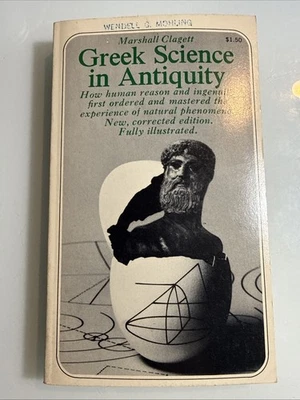 WENDELL G. MOHLING
Marshall Clagett
$1.50
Greek Science
in Antiquity
How human reason and ingenuity
first ordered and mastered the
experience of natural phenomena.
New, corrected edition.
Fully illustrated.